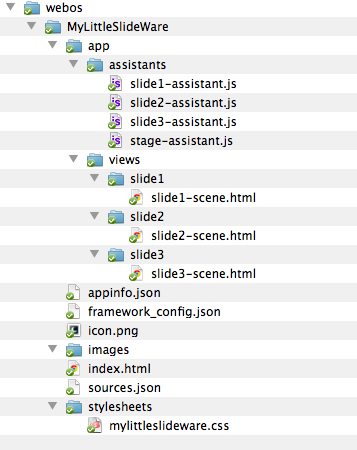 webos
MyLittleSlideWare
app
assistants
slide1-assistant.js
slide2-assistant.js
slide3-assistant.js
stage-assistant.js
views
slide1
slide1-scene.html
slide2
slide2-scene.html
slide3
slide3-scene.html
appinfo.json
framework_config.json
icon.png
images
index.html
sources.json
stylesheets
mylittleslideware.css